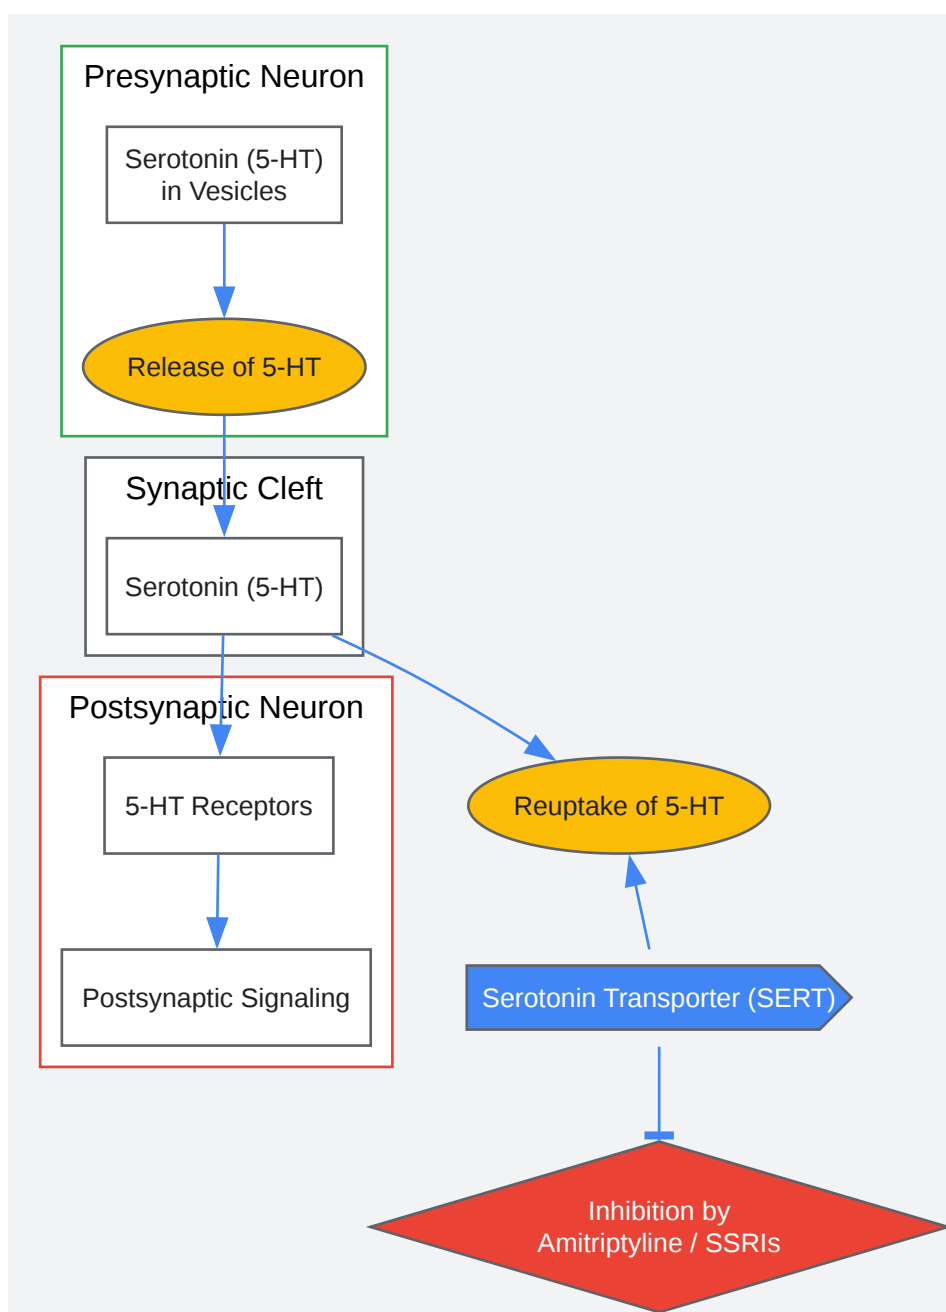 Presynaptic Neuron
Serotonin (5-HT)
in Vesicles
Release of 5-HT
Synaptic Cleft
Serotonin (5-HT)
Postsynaptic Neuron
5-HT Receptors
Reuptake of 5-HT
Postsynaptic Signaling
Serotonin Transporter (SERT)
Inhibition by
Amitriptyline / SSRIs